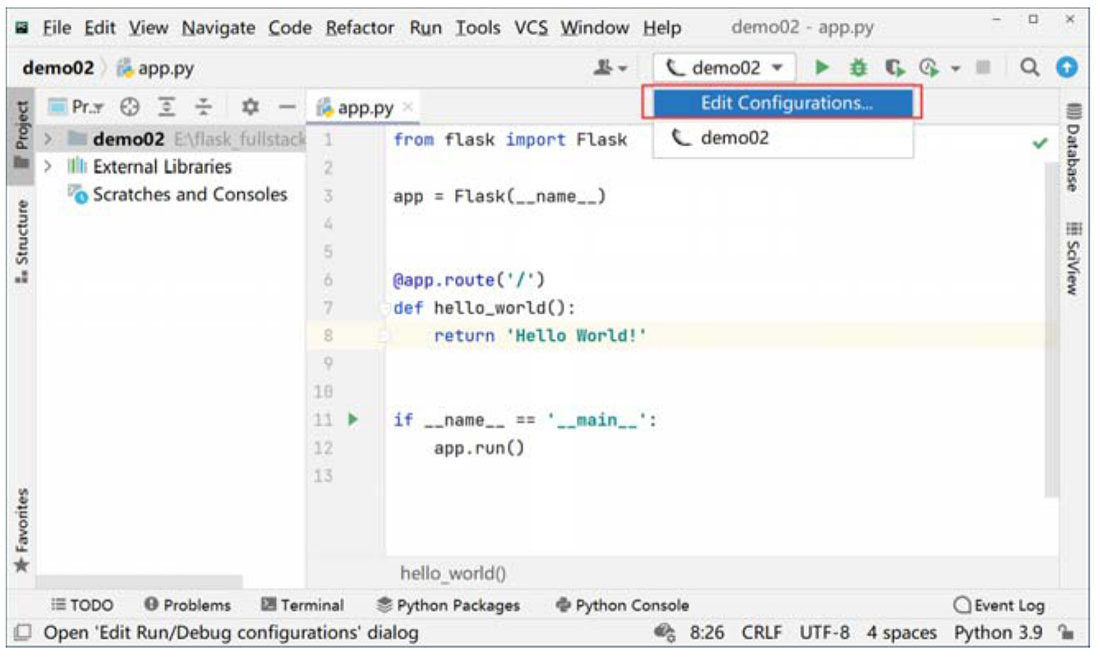 File Edit View Navigate Code Refactor Run Tools VCS Window Help demo02 - app.py
demo02 app.py demo02
Edit Configurations...
demo02
Pr..
app.py
Project
Structure
Favorites
demo02 E:\flask_fullstack
External Libraries
Scratches and Consoles
1 from flask import Flask
2
3 app = Flask(__name__)
4
5
6 @app.route('/')
7 def hello_world():
8 return 'Hello World!'
9
10
11 if __name__ == '__main__':
12 app.run()
13
hello_world()
Database
SciView
TODO Problems Terminal Python Packages Python Console Event Log
Open 'Edit Run/Debug configurations' dialog 8:26 CRLF UTF-8 4 spaces Python 3.9